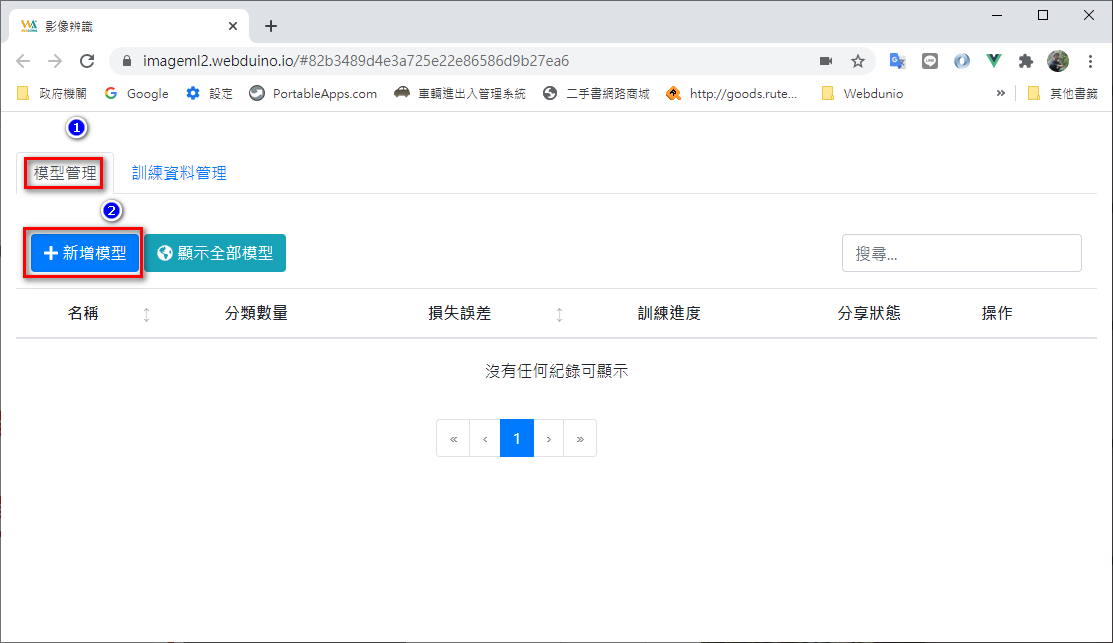 影像辨識
imageml2.webduino.io/#82b3489d4e3a725e22e86586d9b27ea6
政府機關 Google 設定 PortableApps.com 車輛進出入管理系統 二手書網路商城 http://goods.rute... Webdunio » 其他書籤
1
模型管理 訓練資料管理
2
新增模型 顯示全部模型 搜尋...
名稱 分類數量 損失誤差 訓練進度 分享狀態 操作
沒有任何紀錄可顯示
« ‹ 1 › »